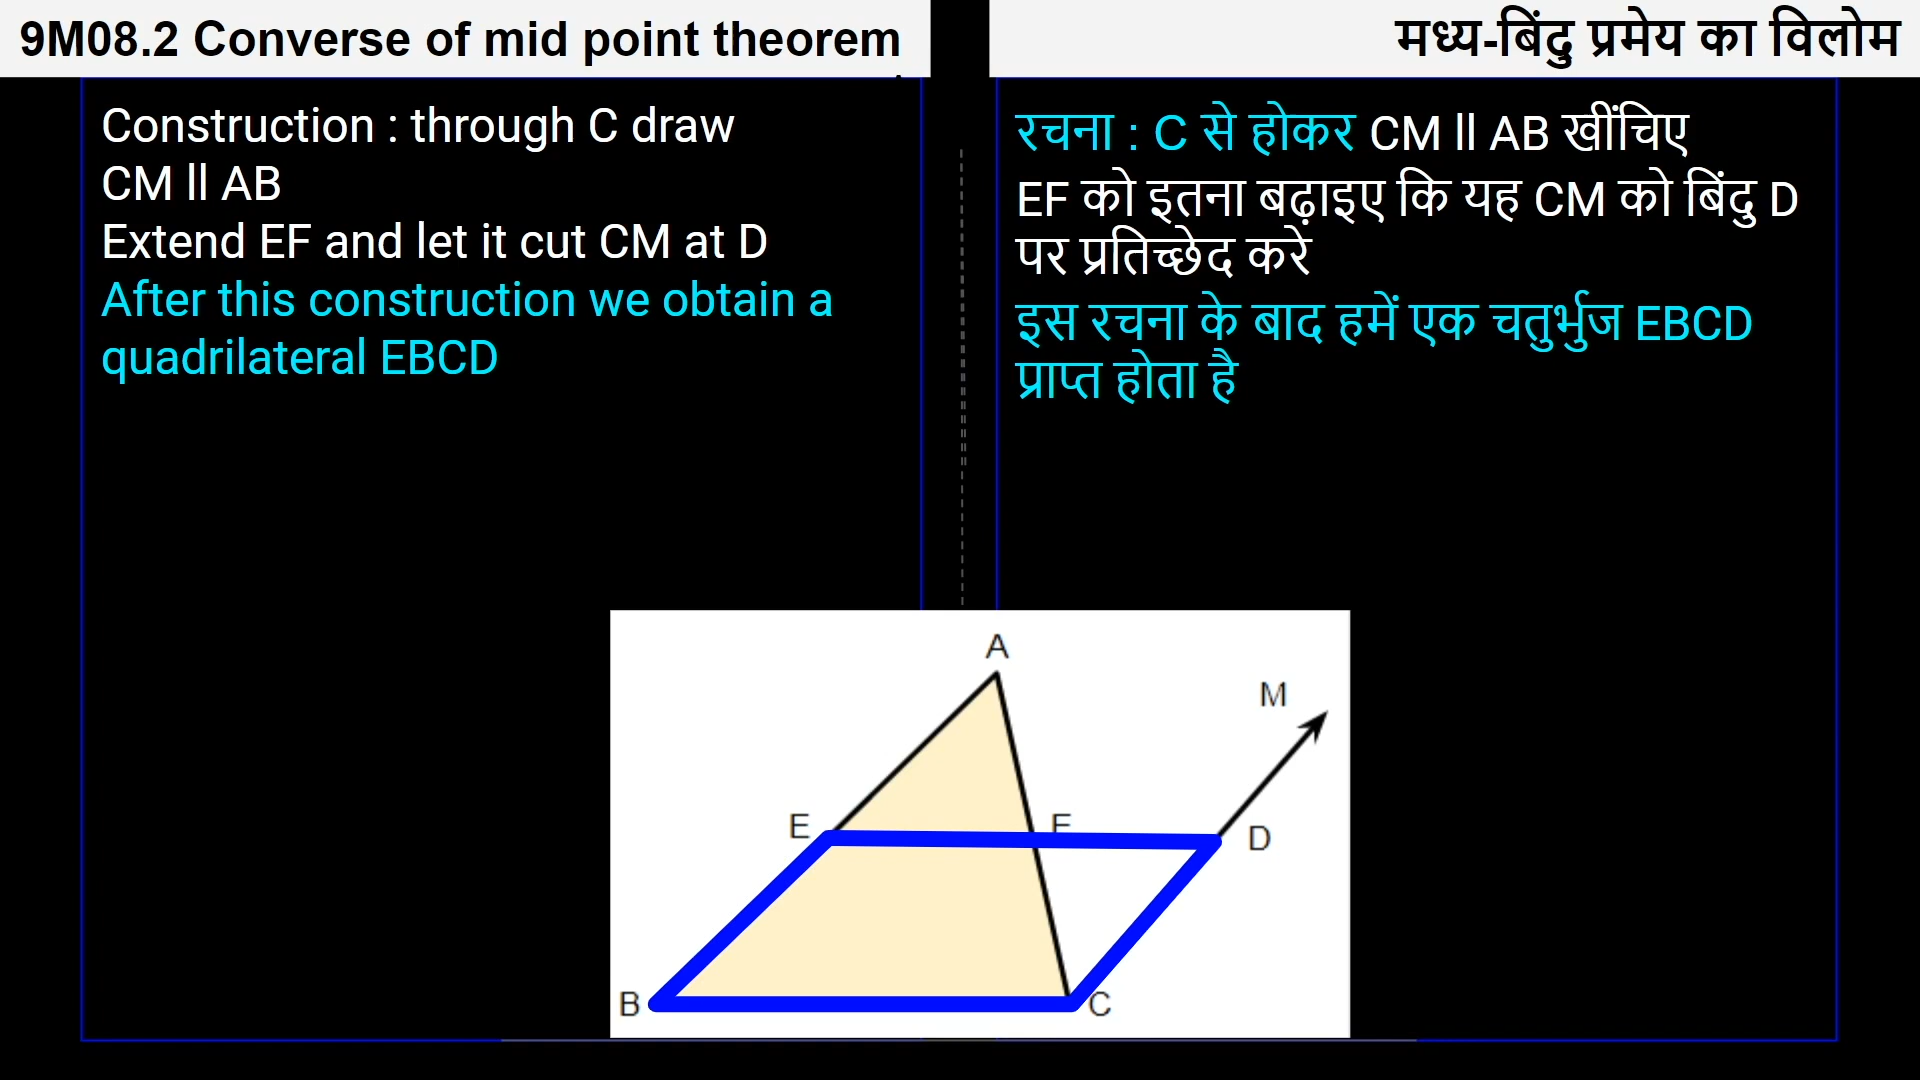 9M08.2 Converse of mid point theorem
मध्य-बिंदु प्रमेय का विलोम
Construction : through C draw
CM ll AB
Extend EF and let it cut CM at D
After this construction we obtain a
quadrilateral EBCD
रचना : C से होकर CM ll AB खींचिए
EF को इतना बढ़ाइए कि यह CM को बिंदु D
पर प्रतिच्छेद करे
इस रचना के बाद हमें एक चतुर्भुज EBCD
प्राप्त होता है
A
M
E
F
D
B
C